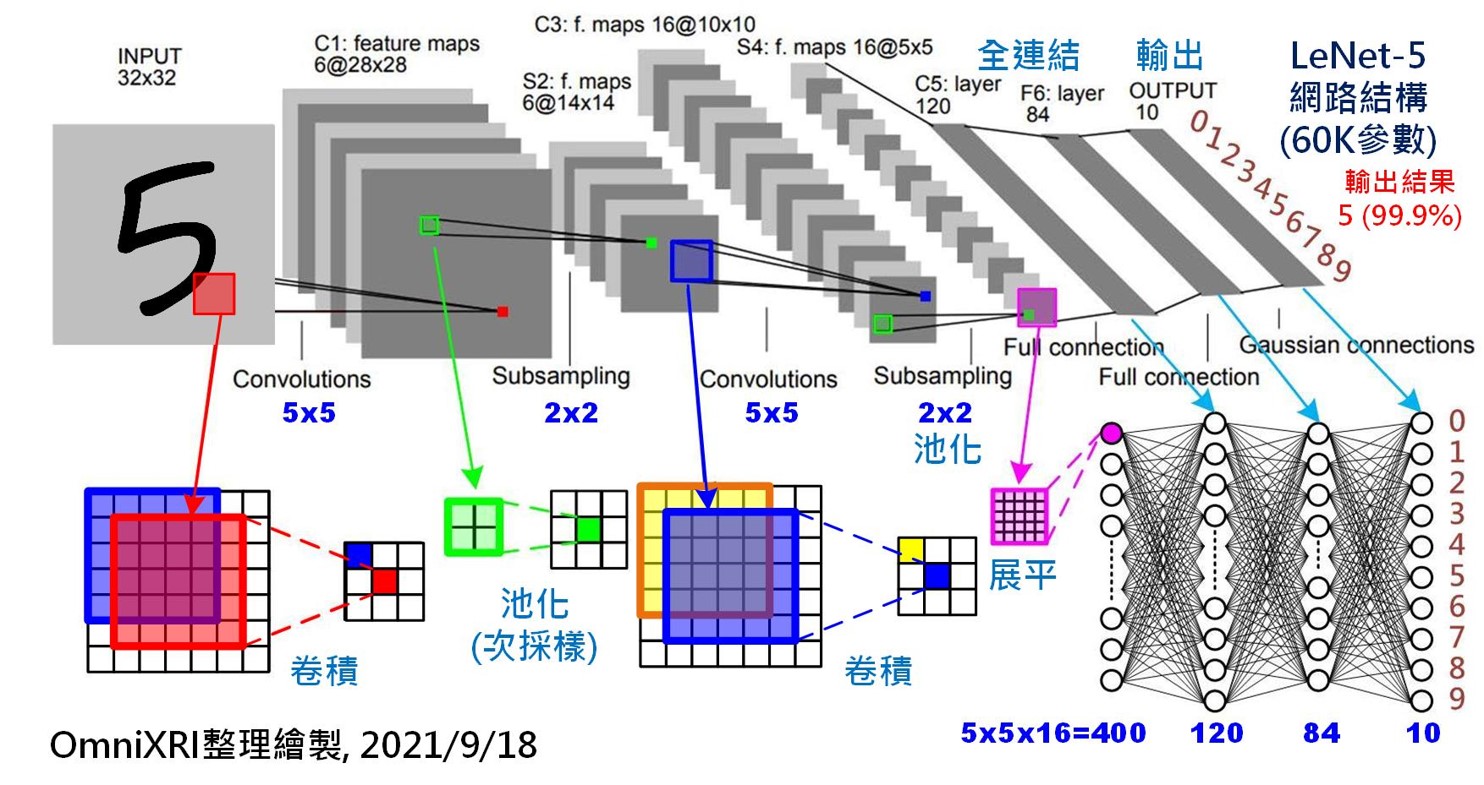 INPUT
32x32
C1: feature maps
6@28x28
S2: f. maps
6@14x14
C3: f. maps 16@10x10
S4: f. maps 16@5x5
全連結
C5: layer
120
F6: layer
84
輸出
OUTPUT
10
LeNet-5
網路結構
(60K參數)
輸出結果
5 (99.9%)
0123456789
5
Convolutions
5x5
Subsampling
2x2
Convolutions
5x5
Subsampling
2x2
池化
Full connection
Full connection
Gaussian connections
卷積
池化
(次採樣)
卷積
展平
0
1
2
3
4
5
6
7
8
9
5x5x16=400
120
84
10
OmniXRI整理繪製, 2021/9/18